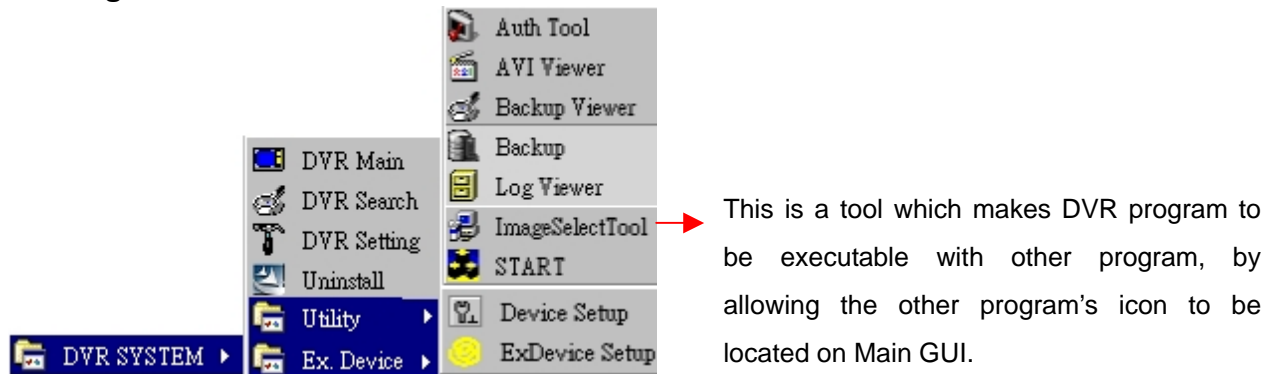 Auth Tool
AVI Viewer
Backup Viewer
Backup
Log Viewer
ImageSelectTool
START
Device Setup
ExDevice Setup
DVR Main
DVR Search
DVR Setting
Uninstall
Utility
Ex. Device
DVR SYSTEM
This is a tool which makes DVR program to
be executable with other program, by
allowing the other program's icon to be
located on Main GUI.